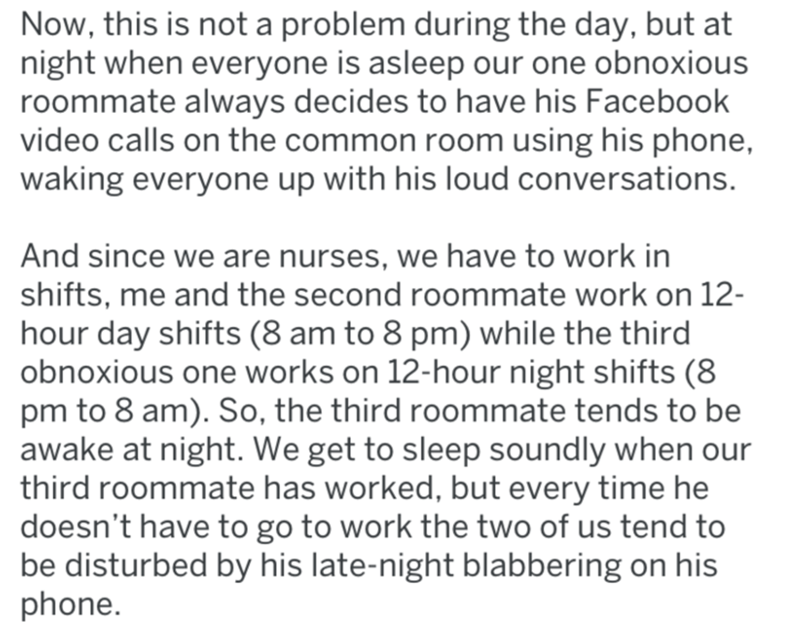 Now, this is not a problem during the day, but at
night when everyone is asleep our one obnoxious
roommate always decides to have his Facebook
video calls on the common room using his phone,
waking everyone up with his loud conversations.
And since we are nurses, we have to work in
shifts, me and the second roommate work on 12-
hour day shifts (8 am to 8 pm) while the third
obnoxious one works on 12-hour night shifts (8
pm to 8 am). So, the third roommate tends to be
awake at night. We get to sleep soundly when our
third roommate has worked, but every time he
doesn't have to go to work the two of us tend to
be disturbed by his late-night blabbering on his
phone.